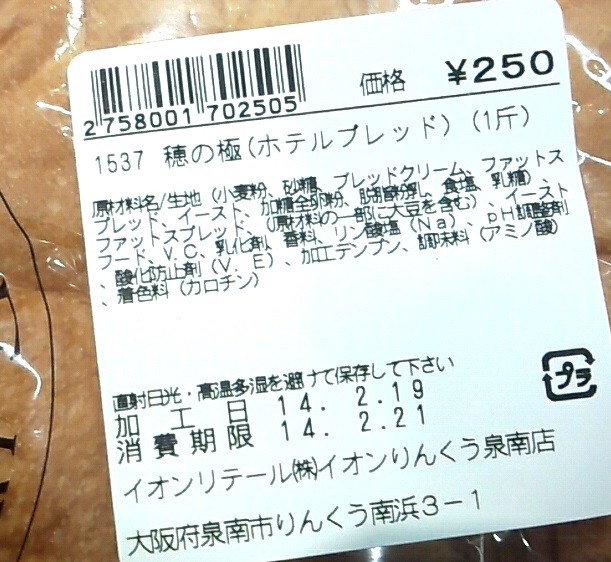 価格 ¥250
2758001702505
1537 穂の極(ホテルブレッド)(1斤)
原材料名/生地(小麦粉、砂糖、ブレッドクリーム、ファットス
プレッド、イースト、加糖全卵粉、脱脂粉乳、食塩、乳糖)、
ファットスプレッド、(原材料の一部に大豆を含む)、イースト
フード、V.C、乳化剤、香料、リン酸塩(Na)、pH調整剤
、酸化防止剤(V.E)、加工デンプン、調味料(アミノ酸)
、着色料(カロチン)
直射日光・高温多湿を避けて保存して下さい
加工日 14. 2.19
消費期限 14. 2.21
プラ
イオンリテール㈱イオンりんくう泉南店
大阪府泉南市りんくう南浜3-1